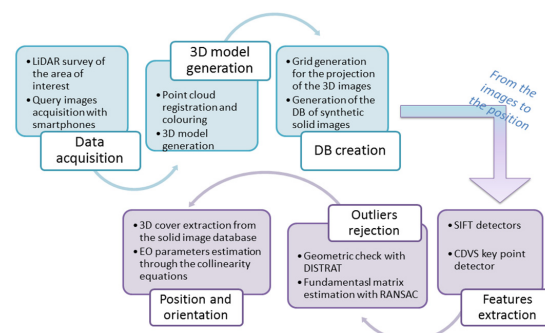 3D model
generation
• LiDAR survey of
the area of
interest
• Query images
acquisition with
smartphones
Data
acquisition
• Point cloud
registration and
colouring
• 3D model
generation
• Grid generation
for the projection of
the 3D images
• Generation of the
DB of synthetic
solid images
DB creation
From the
images to
the position
• SIFT detectors
• CDVS key point
detector
Features
extraction
Outliers
rejection
• Geometric check with
DISTRAT
• Fundamentasl matrix
estimation with RANSAC
• 3D cover extraction from
the solid image database
• EO parameters estimation
through the collinearity
equations
Position and
orientation